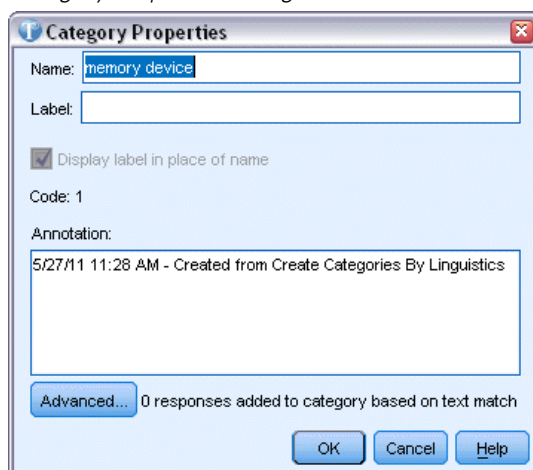 Category Properties
Name: memory device
Label:
Display label in place of name
Code: 1
Annotation:
5/27/11 11:28 AM - Created from Create Categories By Linguistics
Advanced... 0 responses added to category based on text match
OK Cancel Help